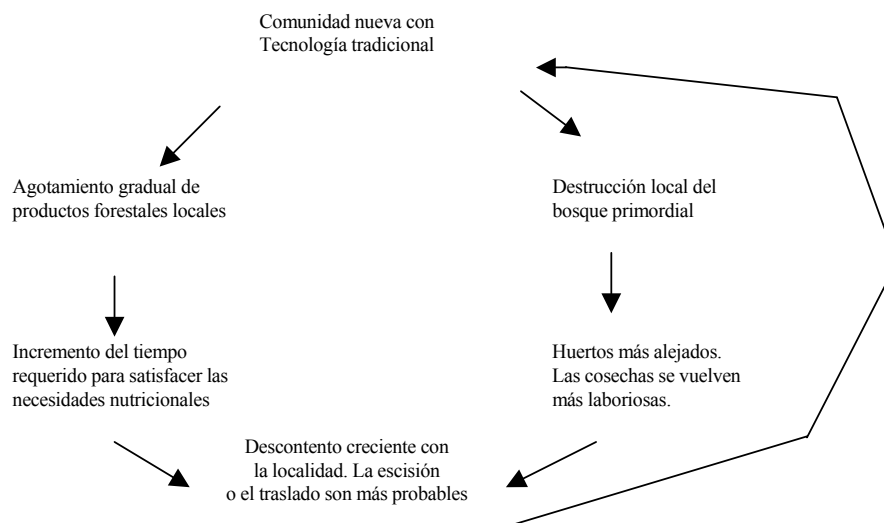 Comunidad nueva con
Tecnología tradicional
Agotamiento gradual de
productos forestales locales
Destrucción local del
bosque primordial
Incremento del tiempo
requerido para satisfacer las
necesidades nutricionales
Huertos más alejados.
Las cosechas se vuelven
más laboriosas.
Descontento creciente con
la localidad. La escisión
o el traslado son más probables